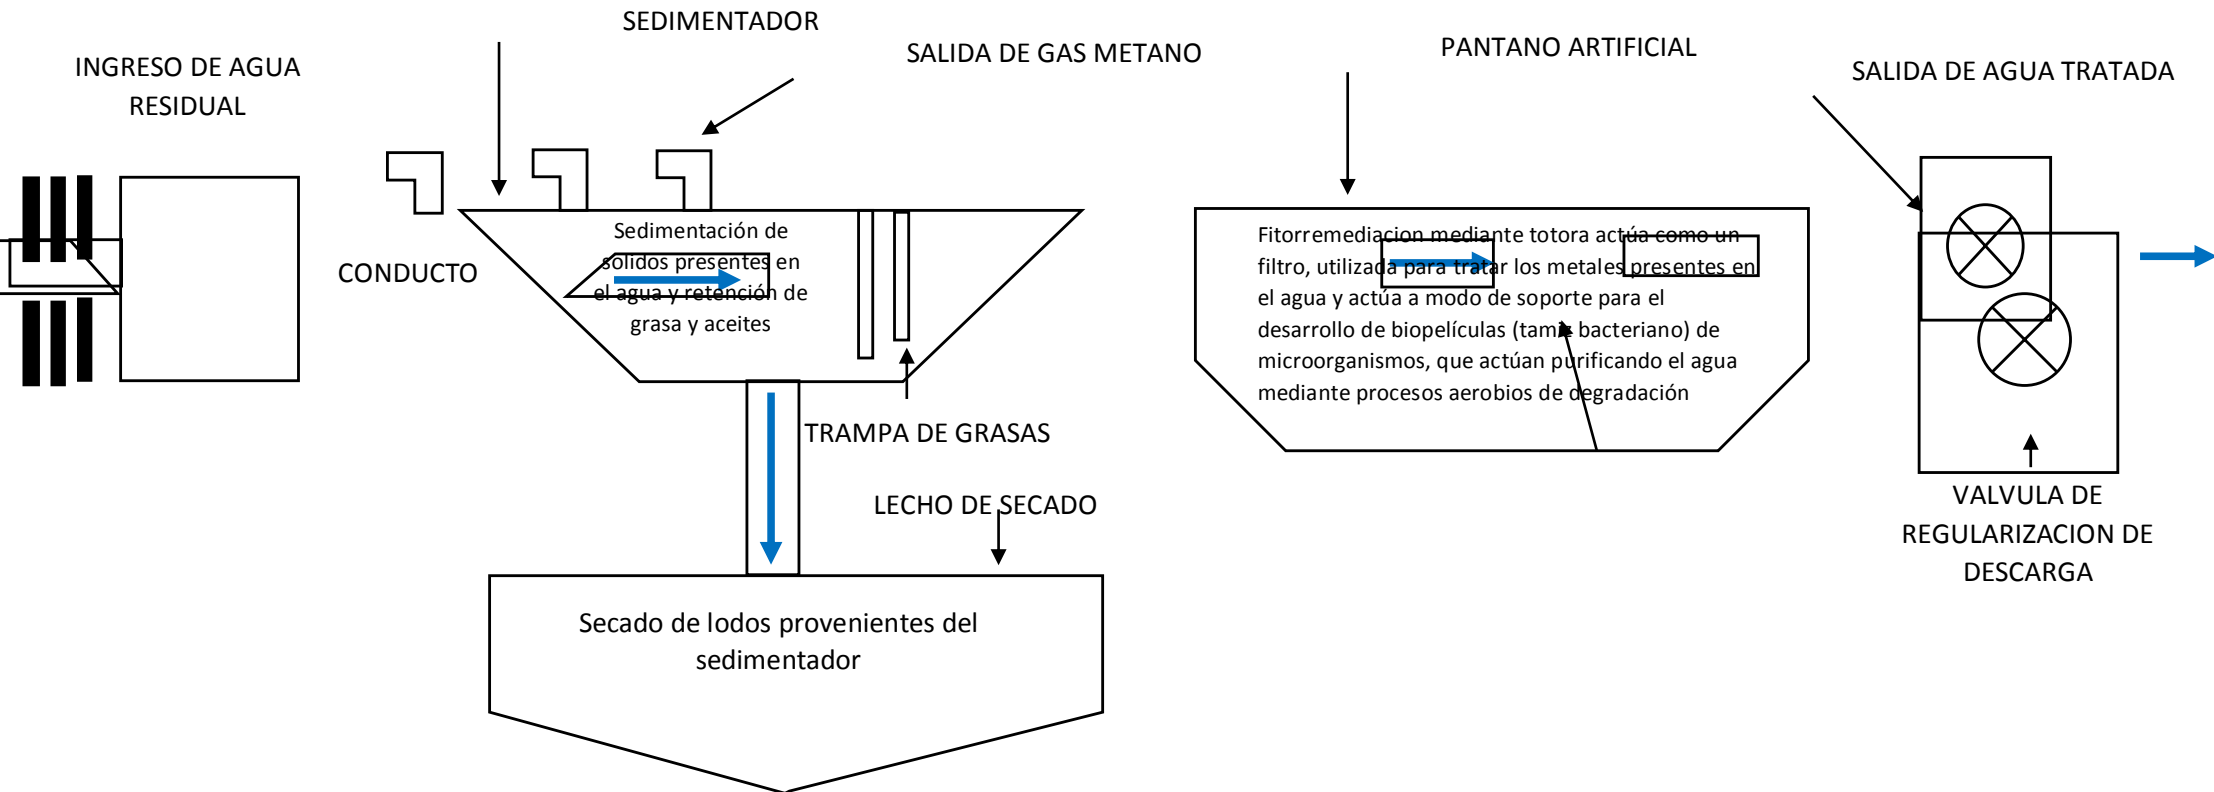 SEDIMENTADOR
SALIDA DE GAS METANO
PANTANO ARTIFICIAL
SALIDA DE AGUA TRATADA
INGRESO DE AGUA
RESIDUAL
CONDUCTO
Sedimentación de
solidos presentes en
el agua y retención de
grasa y aceites
Fitorremediacion mediante totora actúa como un
filtro, utilizada para tratar los metales presentes en
el agua y actúa a modo de soporte para el
desarrollo de biopelículas (tamiz bacteriano) de
microorganismos, que actúan purificando el agua
mediante procesos aerobios de degradación
TRAMPA DE GRASAS
LECHO DE SECADO
VALVULA DE
REGULARIZACION DE
DESCARGA
Secado de lodos provenientes del
sedimentador